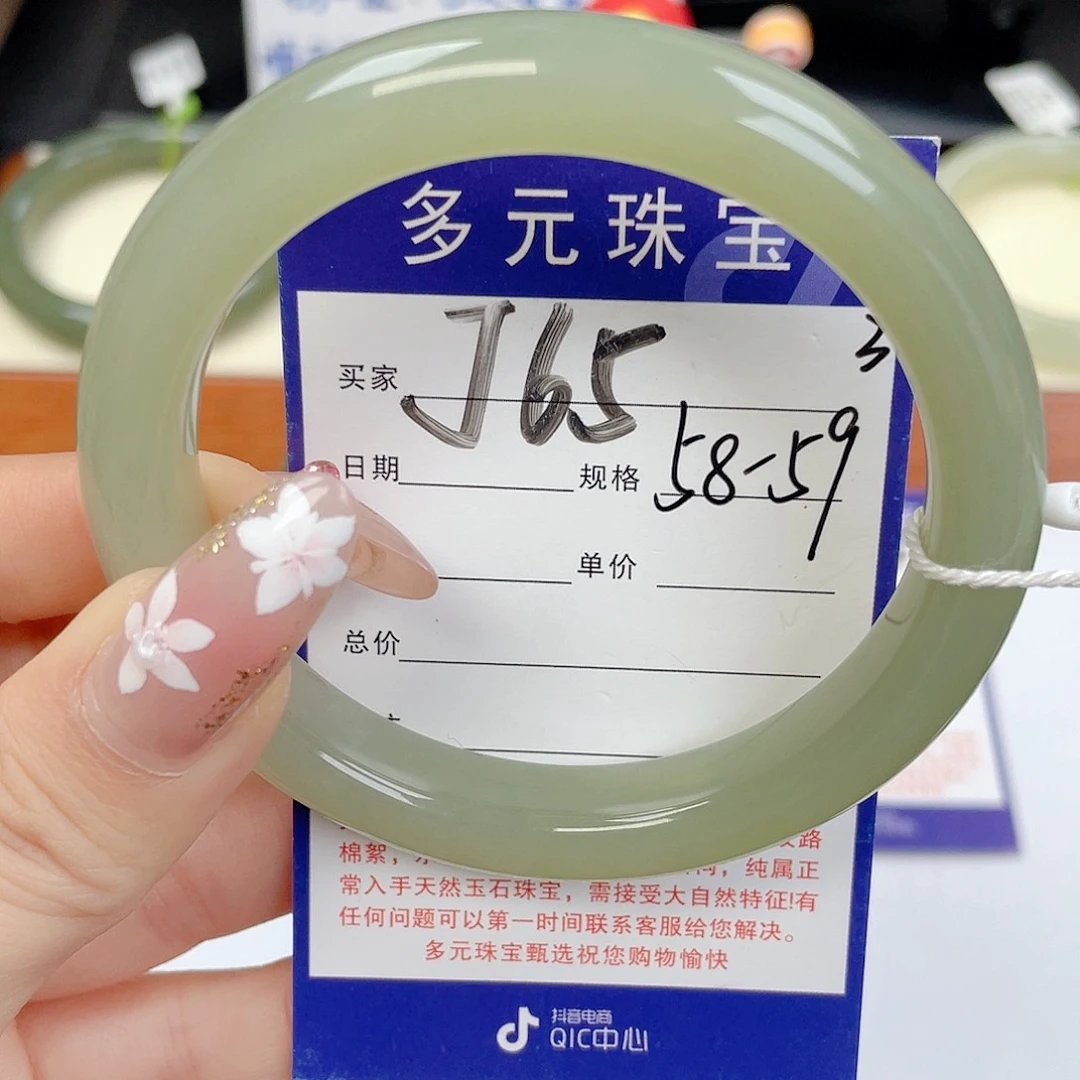 多元珠宝
买家 J65
日期 规格 58-59
单价
总价
棉絮，纯属正
常入手天然玉石珠宝，需接受大自然特征!有
任何问题可以第一时间联系客服给您解决。
多元珠宝甄选祝您购物愉快
抖音电商
QIC中心